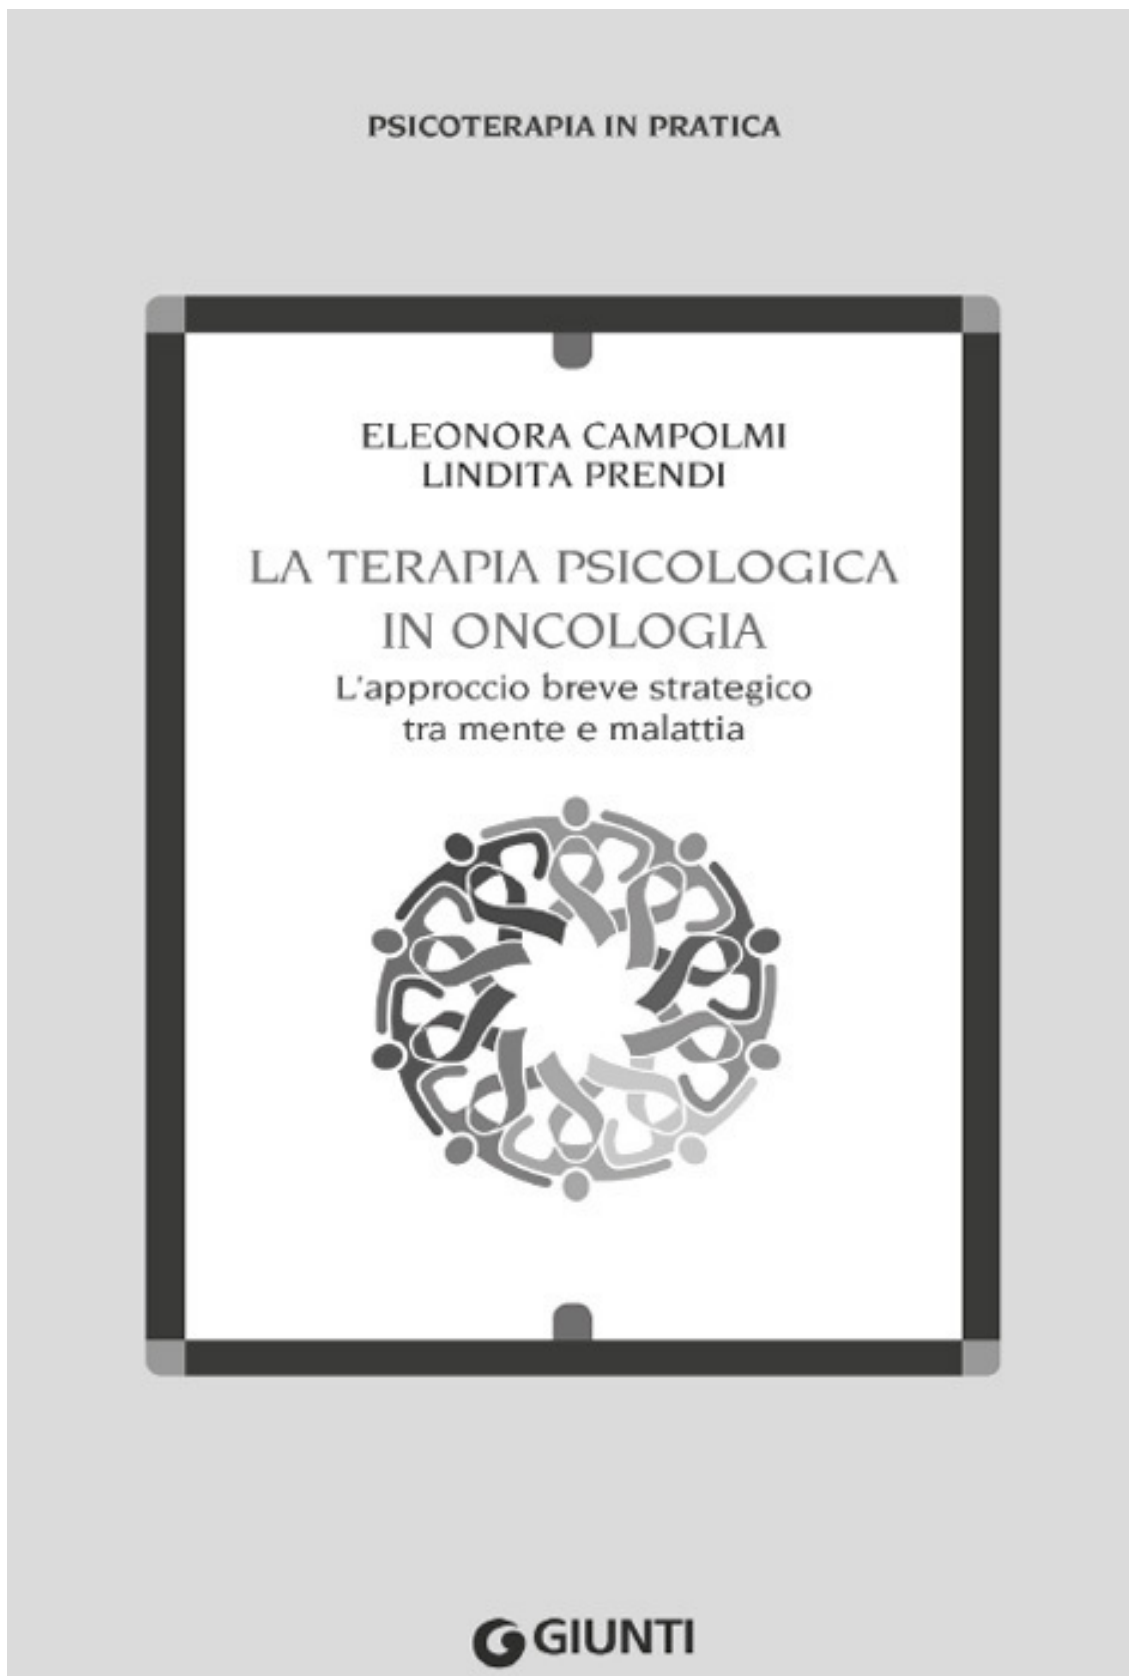 PSICOTERAPIA IN PRATICA
ELEONORA CAMPOLMI
LINDITA PRENDI
LA TERAPIA PSICOLOGICA
IN ONCOLOGIA
L'approccio breve strategico
tra mente e malattia
GIUNTI